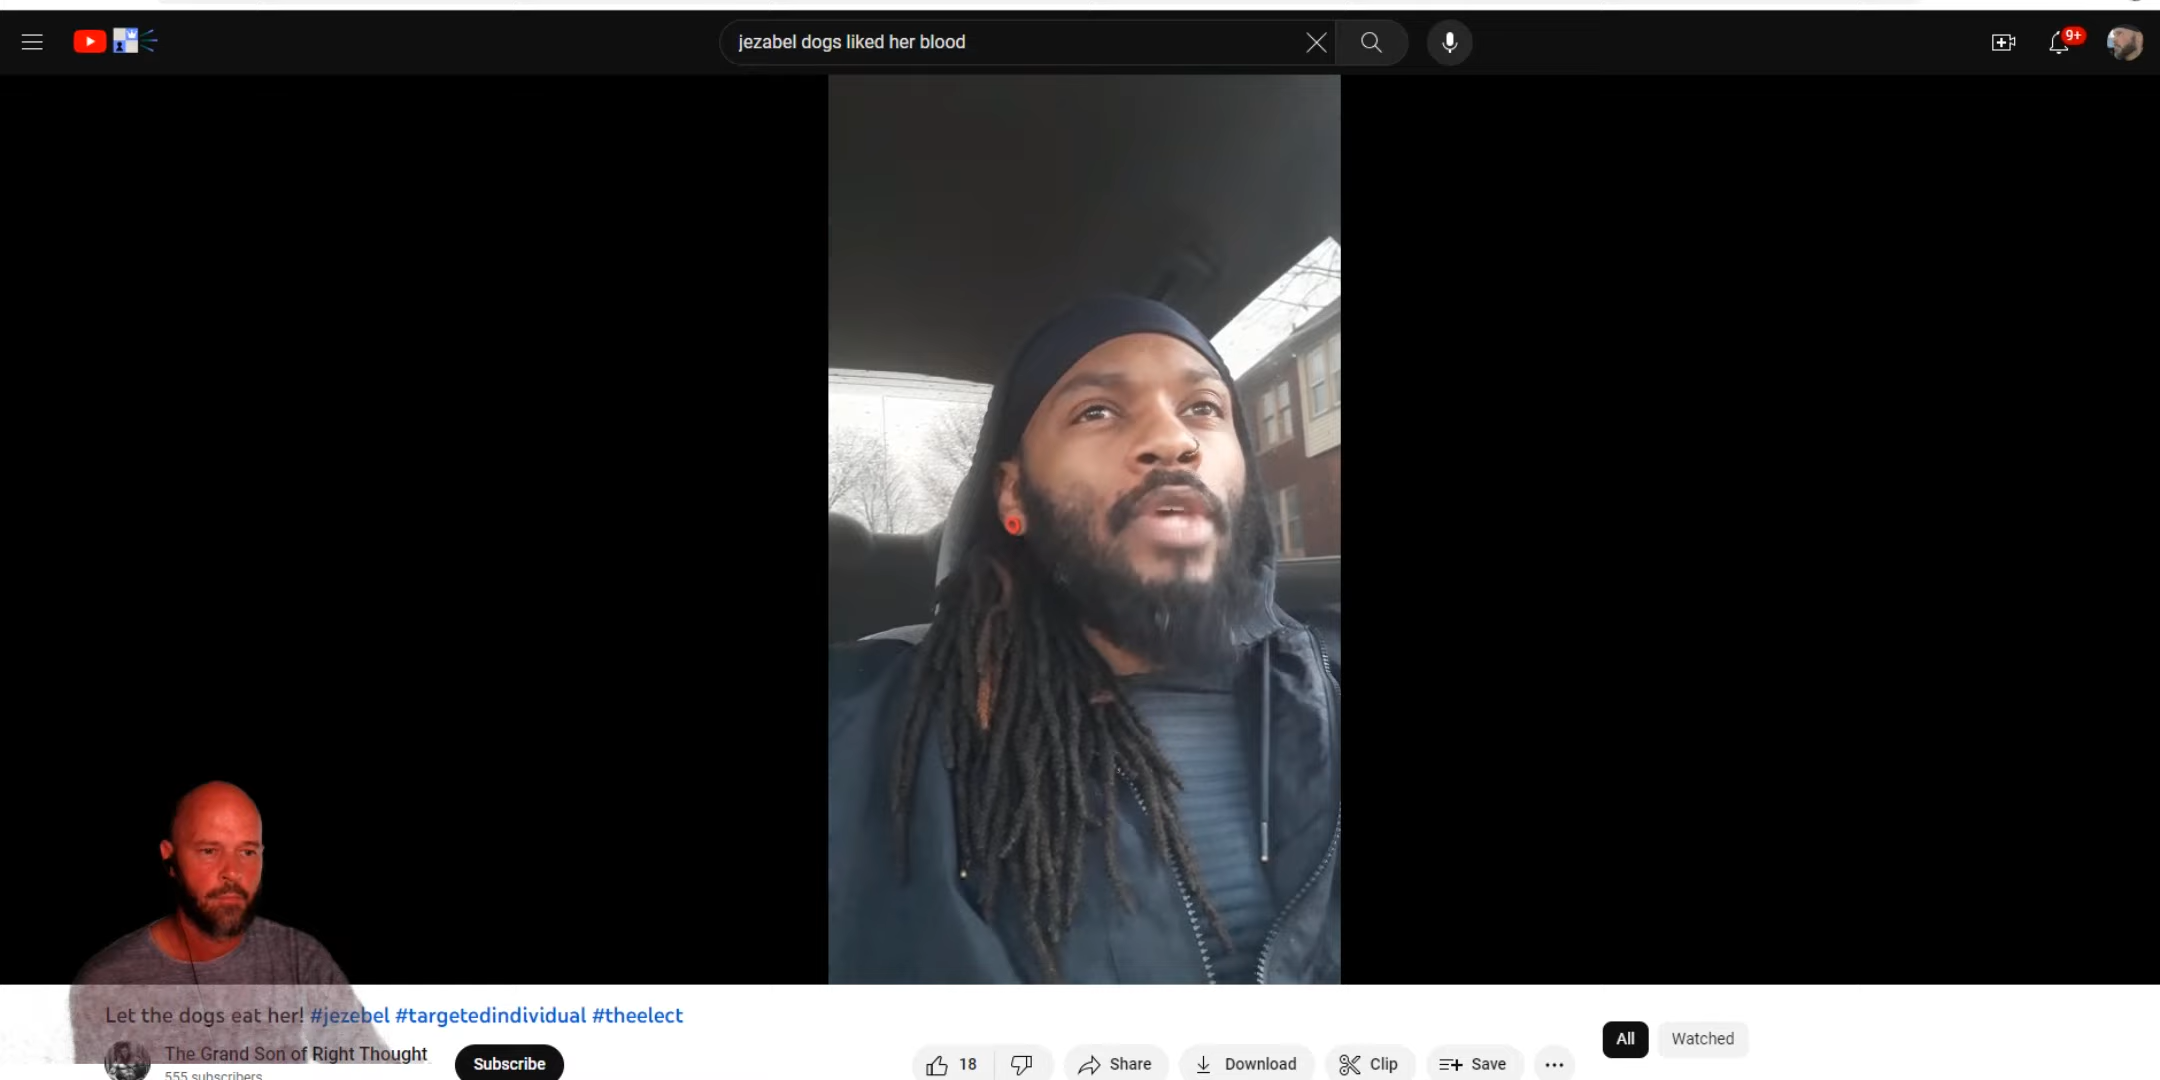 jezabel dogs liked her blood
9+
Let the dogs eat her! #jezebel #targetedindividual #theelect
The Grand Son of Right Thought
555 subscribers
Subscribe
18
Share
Download
Clip
Save
All
Watched